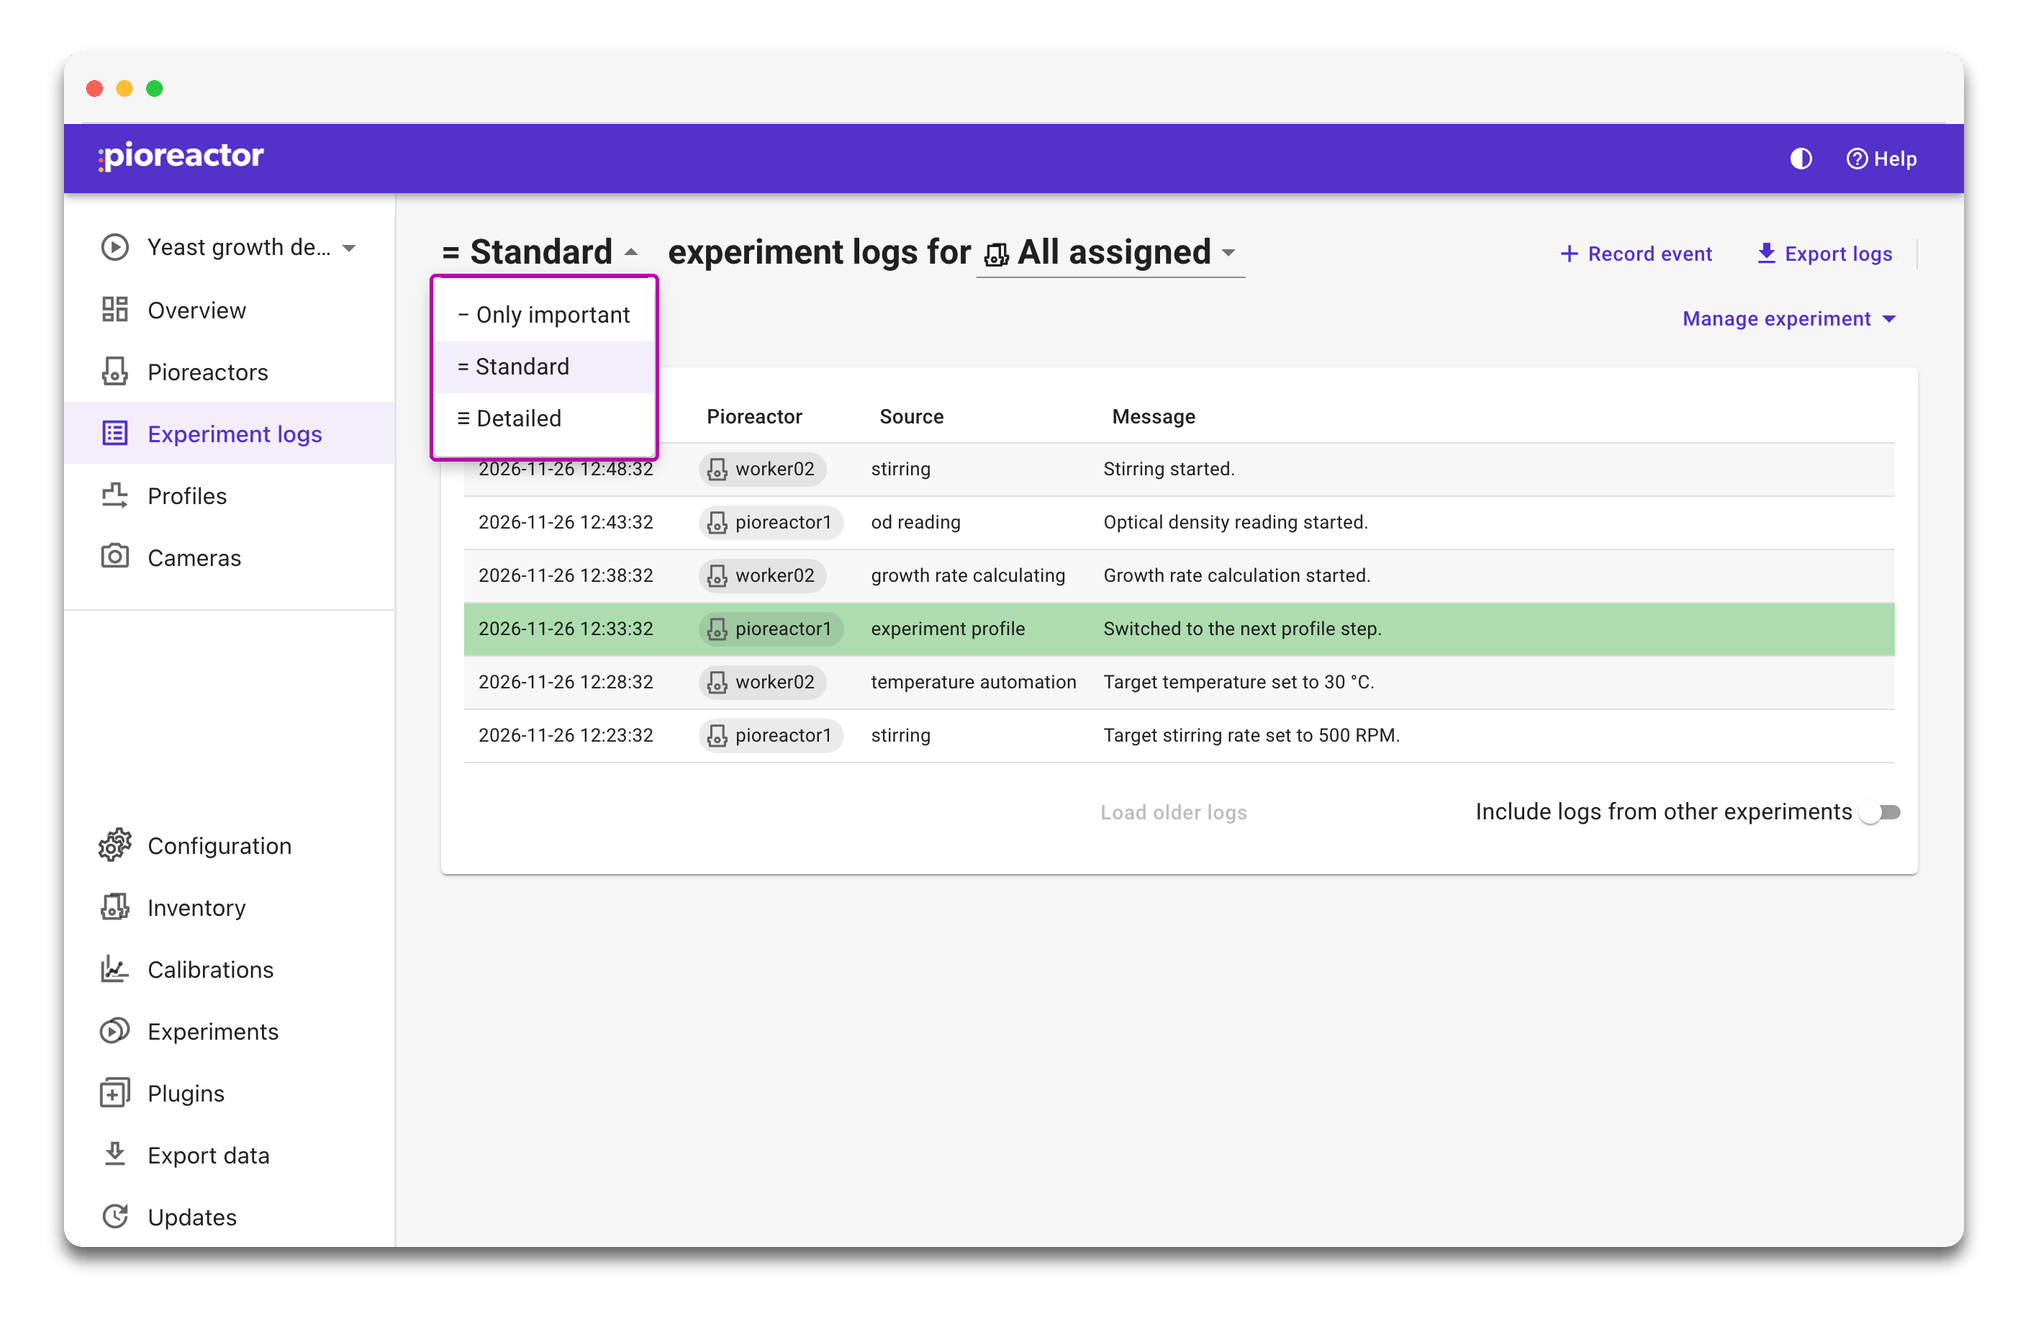 pioreactor
Help
Yeast growth de...
Overview
Pioreactors
Experiment logs
Profiles
Cameras
Configuration
Inventory
Calibrations
Experiments
Plugins
Export data
Updates
= Standard experiment logs for All assigned
+ Record event
Export logs
Manage experiment
− Only important
= Standard
≡ Detailed
Pioreactor Source Message
2026-11-26 12:48:32 worker02 stirring Stirring started.
2026-11-26 12:43:32 pioreactor1 od reading Optical density reading started.
2026-11-26 12:38:32 worker02 growth rate calculating Growth rate calculation started.
2026-11-26 12:33:32 pioreactor1 experiment profile Switched to the next profile step.
2026-11-26 12:28:32 worker02 temperature automation Target temperature set to 30 °C.
2026-11-26 12:23:32 pioreactor1 stirring Target stirring rate set to 500 RPM.
Load older logs
Include logs from other experiments